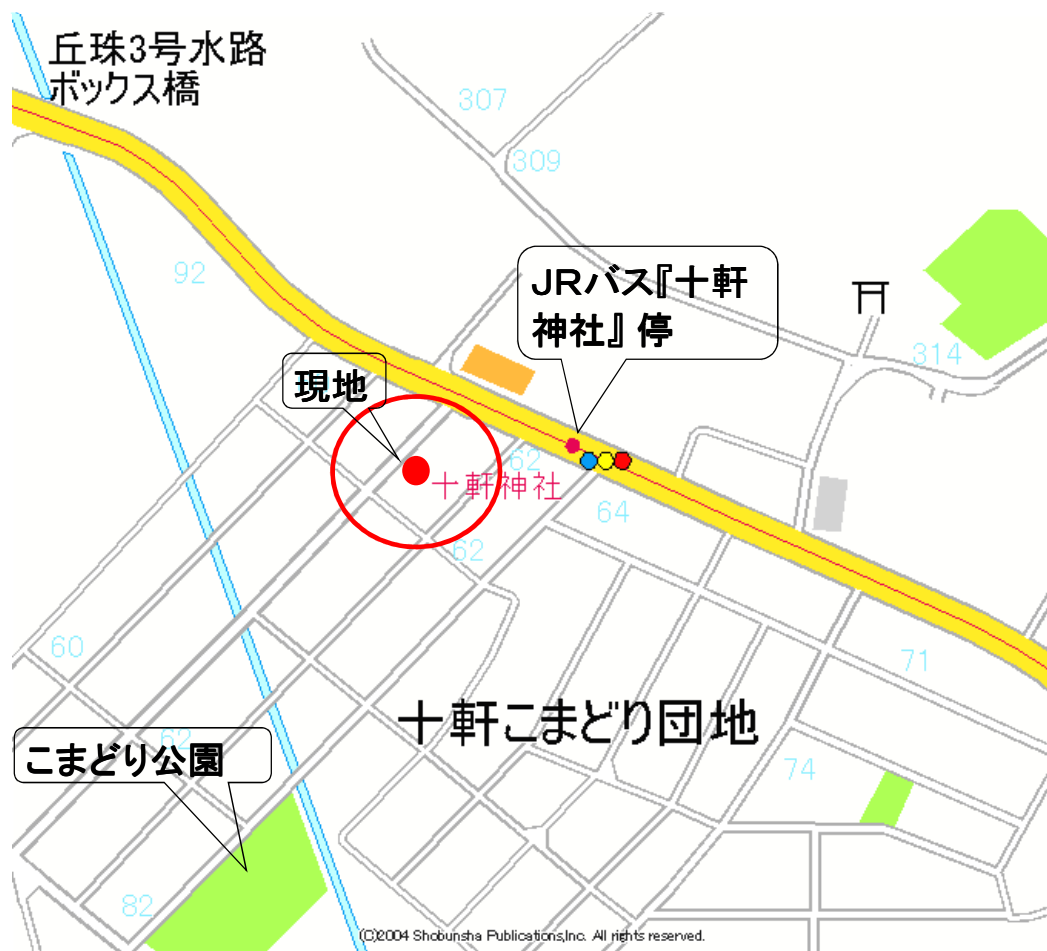 丘珠3号水路
ボックス橋
307
309
92
JRバス『十軒
神社』停
314
現地
62
十軒神社
64
62
60
71
十軒こまどり団地
62
こまどり公園
74
82
(C)2004 Shobunsha Publications,Inc. All rights reserved.